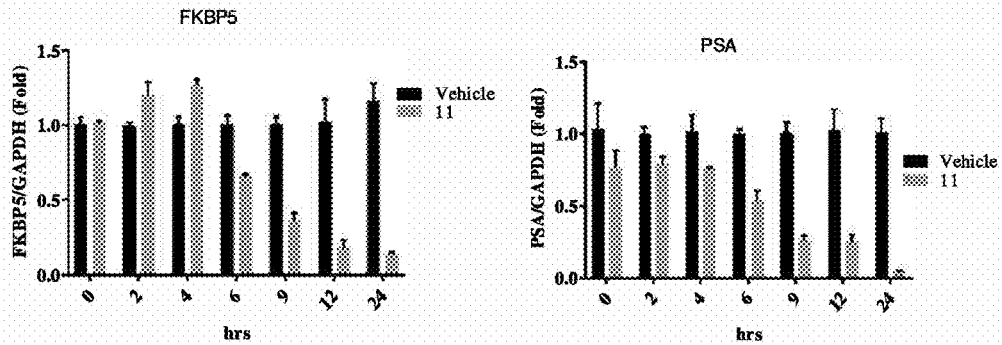 FKBP5
FKBP5/GAPDH (Fold)
1.5
1.0
0.5
0.0
0 2 4 6 9 12 24
hrs
Vehicle
11
PSA
PSA/GAPDH (Fold)
1.5
1.0
0.5
0.0
0 2 4 6 9 12 24
hrs
Vehicle
11